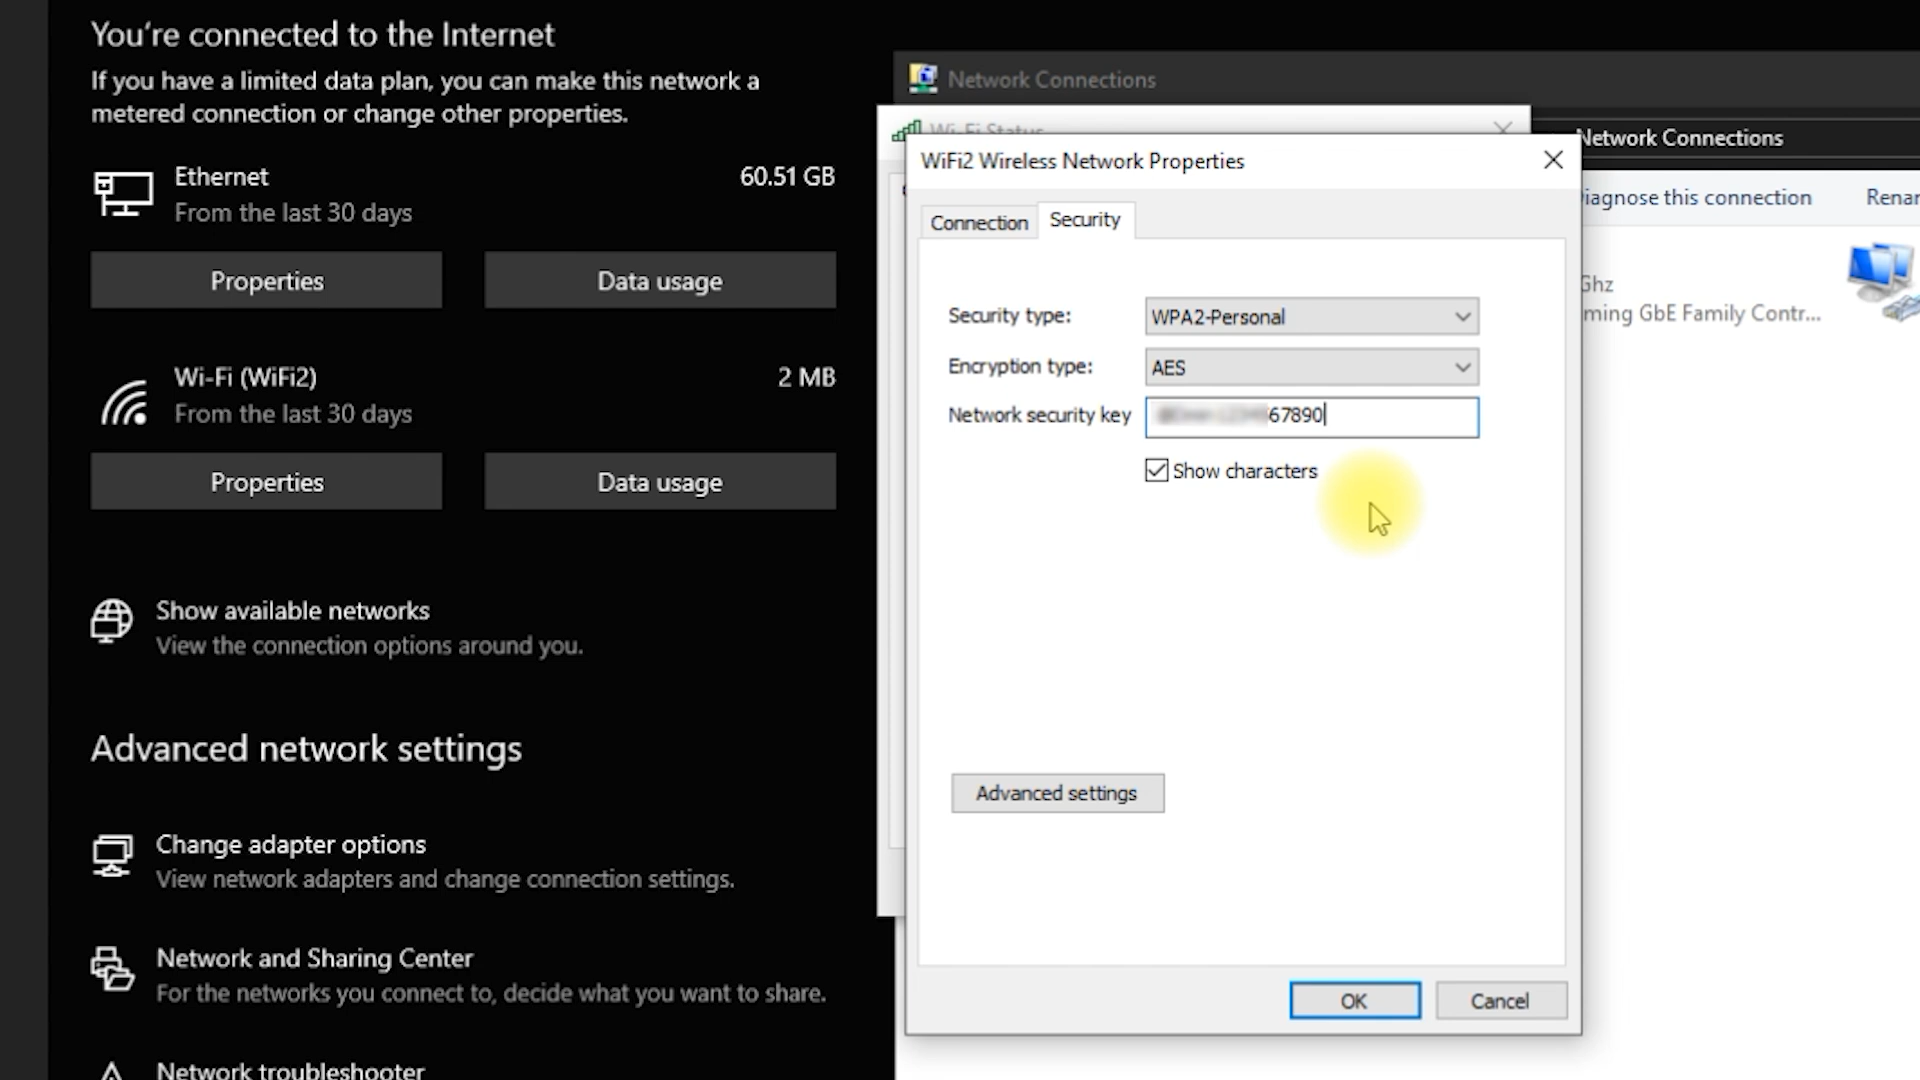 You're connected to the Internet
If you have a limited data plan, you can make this network a
metered connection or change other properties.
Ethernet
60.51 GB
From the last 30 days
Properties
Data usage
Wi-Fi (WiFi2)
2 MB
From the last 30 days
Properties
Data usage
Show available networks
View the connection options around you.
Advanced network settings
Change adapter options
View network adapters and change connection settings.
Network and Sharing Center
For the networks you connect to, decide what you want to share.
Network troubleshooter
Network Connections
Wi-Fi Status
Network Connections
WiFi2 Wireless Network Properties
Connection
Security
Security type:
WPA2-Personal
Encryption type:
AES
Network security key
67890
Show characters
Advanced settings
OK
Cancel
iagnose this connection
Renar
Ghz
ming GbE Family Contr...